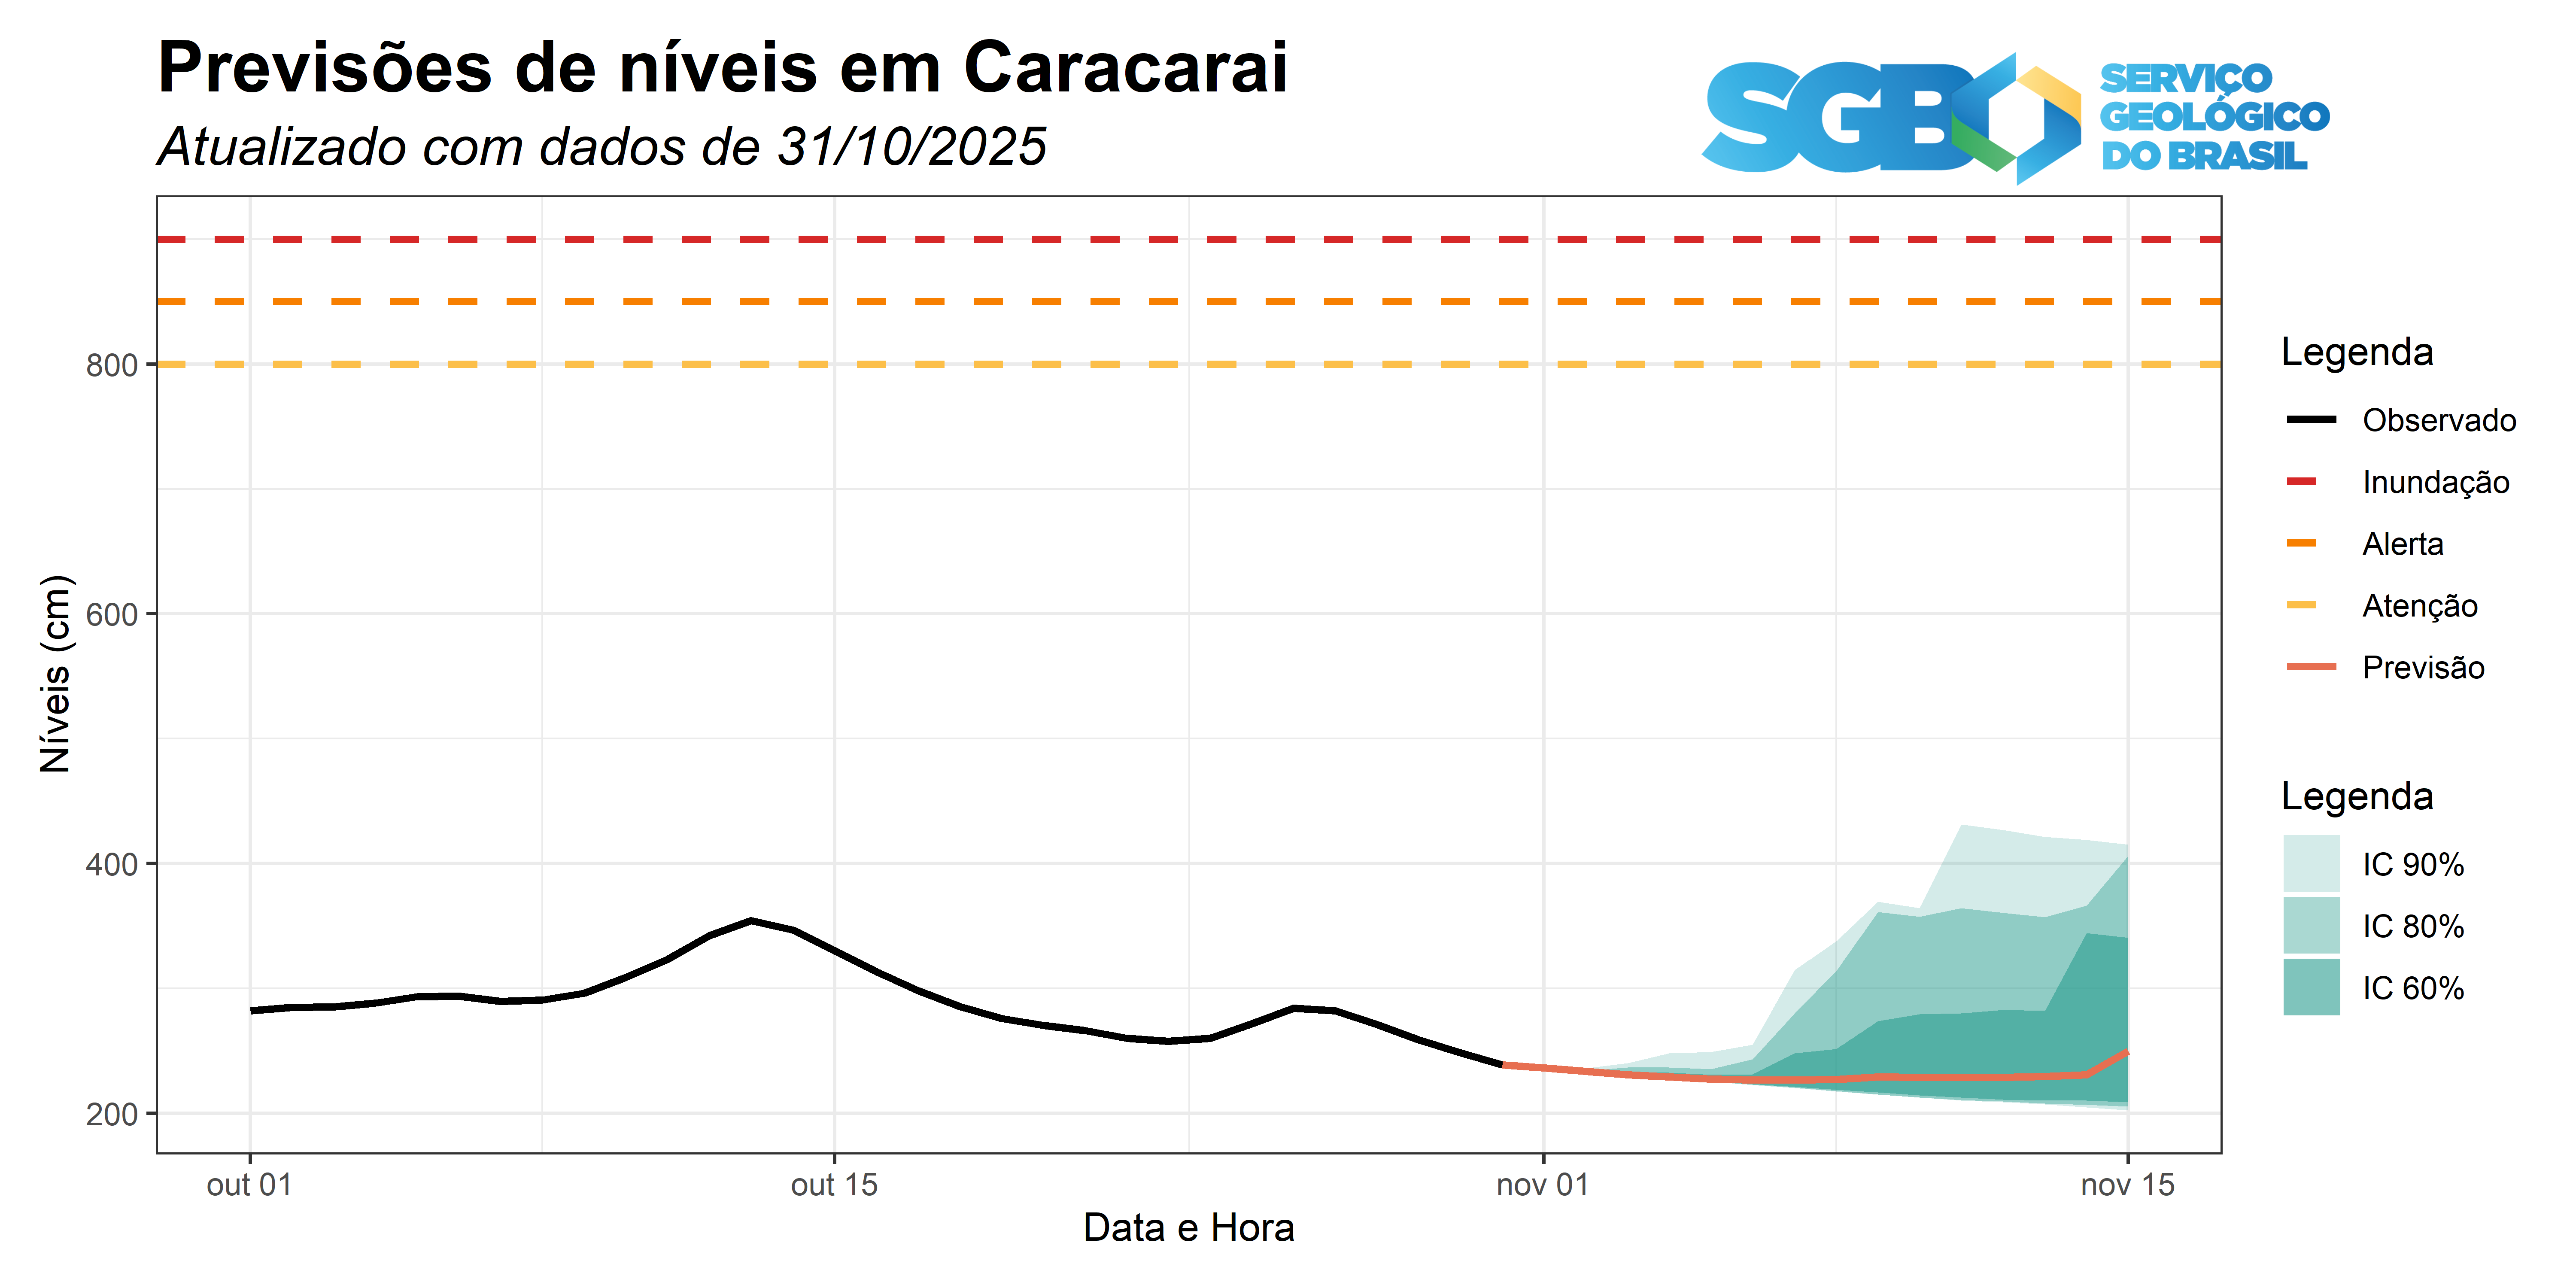 Previsões de níveis em Caracarai
Atualizado com dados de 31/10/2025
SGB
SERVIÇO
GEOLÓGICO
DO BRASIL
Níveis (cm)
800
600
400
200
out 01
out 15
nov 01
nov 15
Data e Hora
Legenda
Observado
Inundação
Alerta
Atenção
Previsão
Legenda
IC 90%
IC 80%
IC 60%